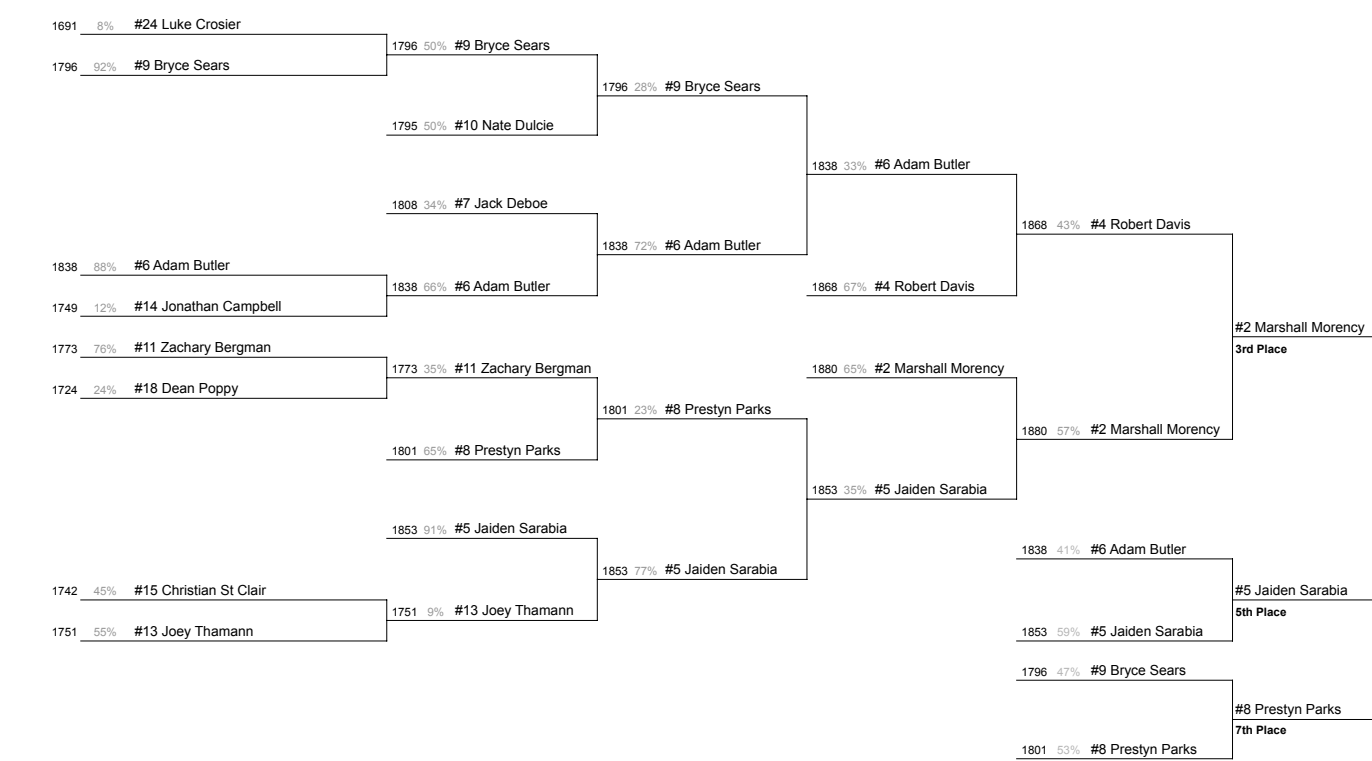 1691 8% #24 Luke Crosier
1796 50% #9 Bryce Sears
1796 92% #9 Bryce Sears
1796 28% #9 Bryce Sears
1795 50% #10 Nate Dulcie
1838 33% #6 Adam Butler
1808 34% #7 Jack Deboe
1868 43% #4 Robert Davis
1838 72% #6 Adam Butler
1838 88% #6 Adam Butler
1838 66% #6 Adam Butler
1868 67% #4 Robert Davis
1749 12% #14 Jonathan Campbell
#2 Marshall Morency
1773 76% #11 Zachary Bergman
3rd Place
1773 35% #11 Zachary Bergman
1880 65% #2 Marshall Morency
1724 24% #18 Dean Poppy
1801 23% #8 Prestyn Parks
1880 57% #2 Marshall Morency
1801 65% #8 Prestyn Parks
1853 35% #5 Jaiden Sarabia
1853 91% #5 Jaiden Sarabia
1838 41% #6 Adam Butler
1853 77% #5 Jaiden Sarabia
1742 45% #15 Christian St Clair
#5 Jaiden Sarabia
1751 9% #13 Joey Thamann
5th Place
1751 55% #13 Joey Thamann
1853 59% #5 Jaiden Sarabia
1796 47% #9 Bryce Sears
#8 Prestyn Parks
7th Place
1801 53% #8 Prestyn Parks